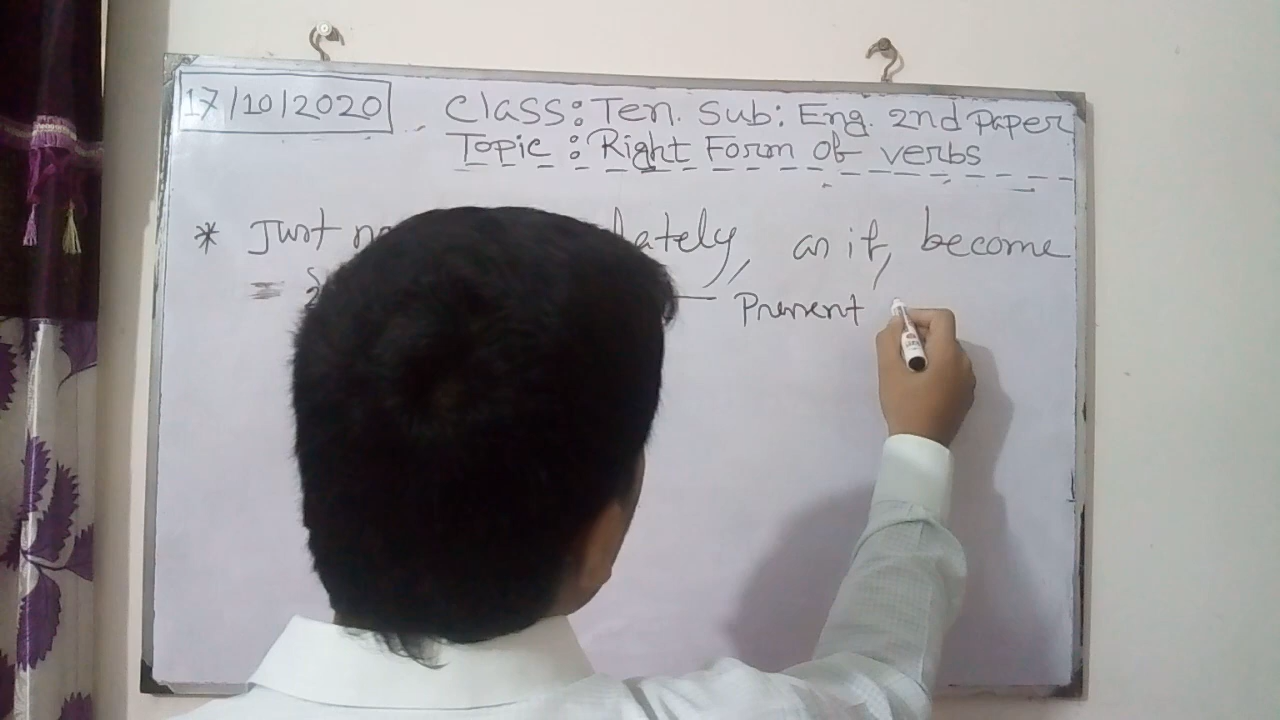 17/10/2020 Class: Ten. Sub: Eng. 2nd Paper
Topic: Right Form Of verbs
* Just lately, as if, become
= — Present